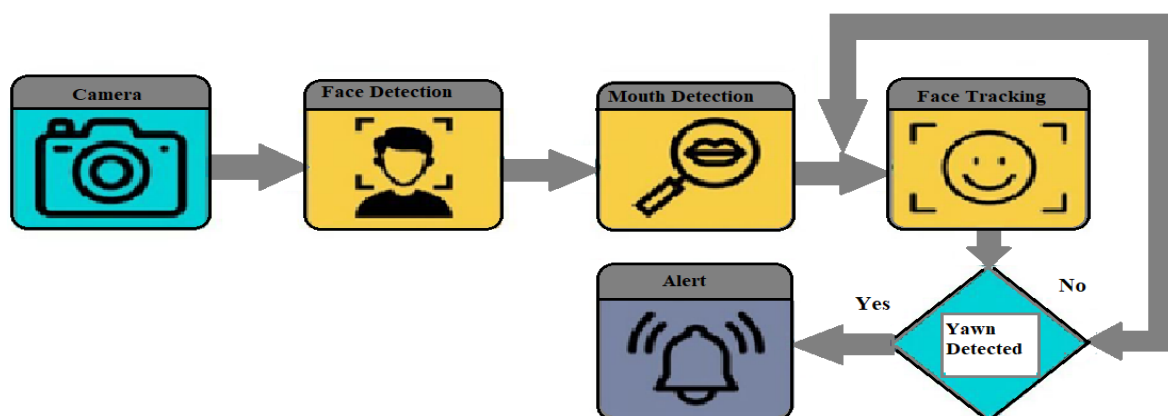 Camera
Face Detection
Mouth Detection
Face Tracking
Alert
Yes
No
Yawn
Detected